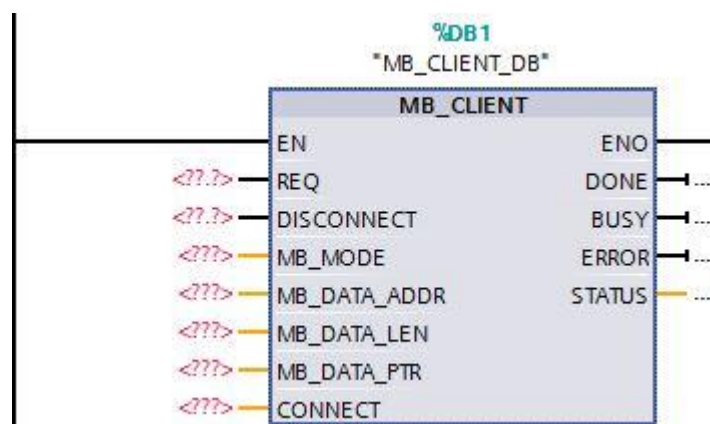 %DB1
"MB_CLIENT_DB"
MB_CLIENT
EN ENO
<??.?> REQ DONE ...
<??.?> DISCONNECT BUSY ...
<???> MB_MODE ERROR ...
<???> MB_DATA_ADDR STATUS ...
<???> MB_DATA_LEN
<???> MB_DATA_PTR
<???> CONNECT